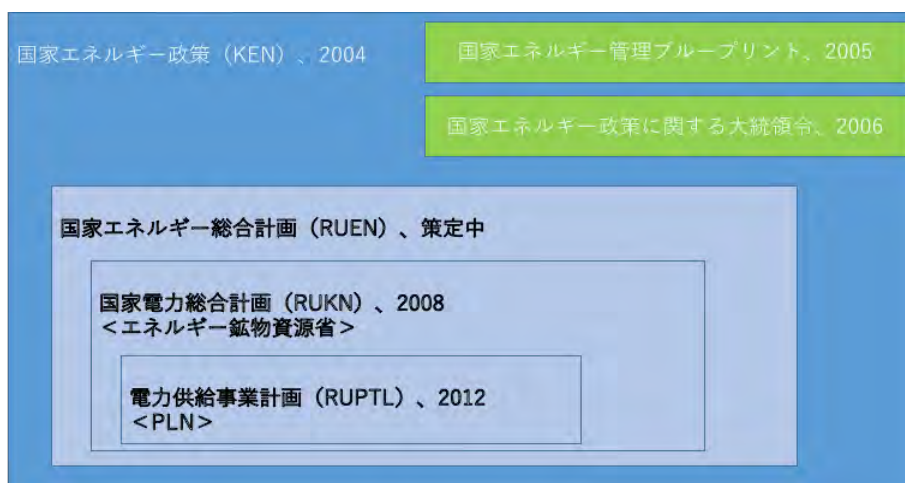 国家エネルギー政策（KEN）、2004
国家エネルギー管理ブループリント、2005
国家エネルギー政策に関する大統領令、2006
国家エネルギー総合計画（RUEN）、策定中
国家電力総合計画（RUKN）、2008
＜エネルギー鉱物資源省＞
電力供給事業計画（RUPTL）、2012
＜PLN＞